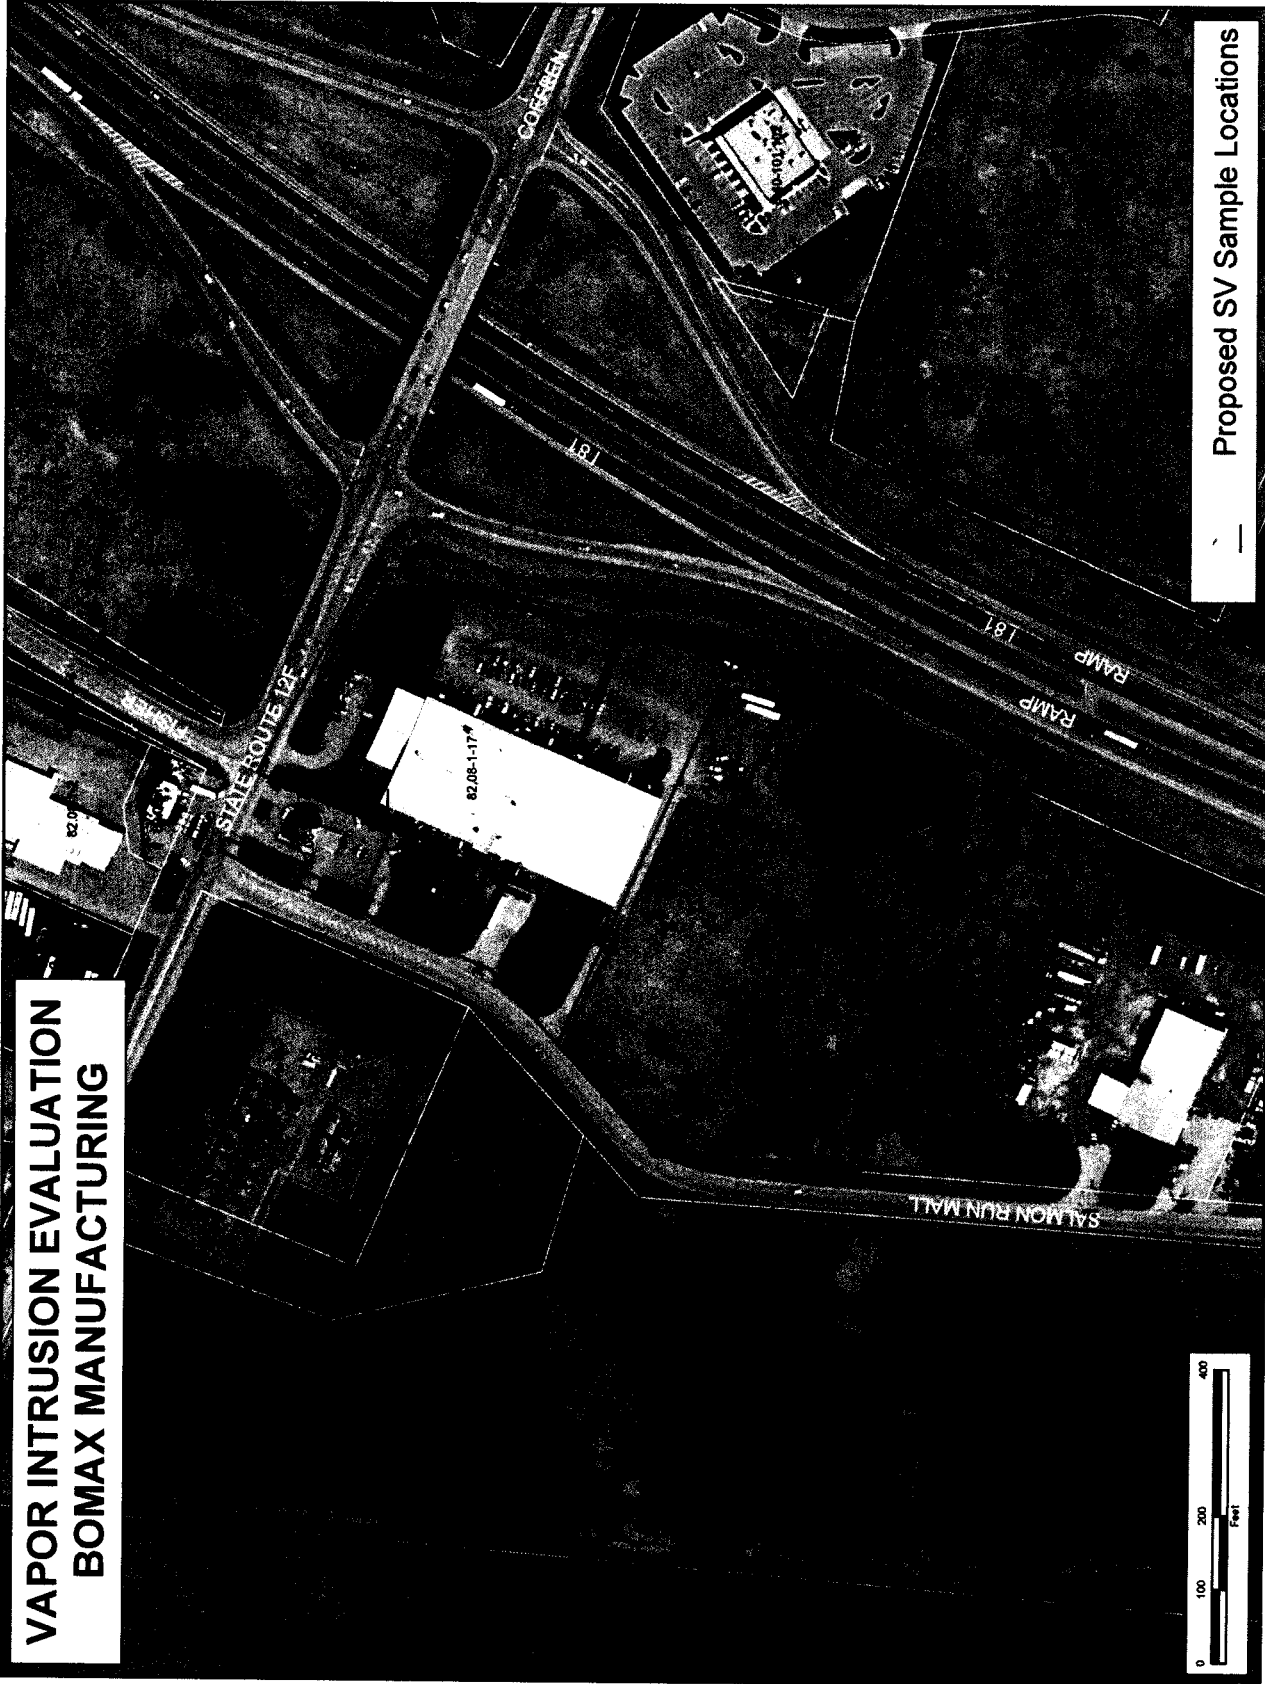 VAPOR INTRUSION EVALUATION
BOMAX MANUFACTURING
COFFEEN
FISHER
STATE ROUTE 12F
I 81
82.08-1-17
I 81
RAMP
RAMP
SALMON RUN MALL
Proposed SV Sample Locations
0 100 200 400
Feet